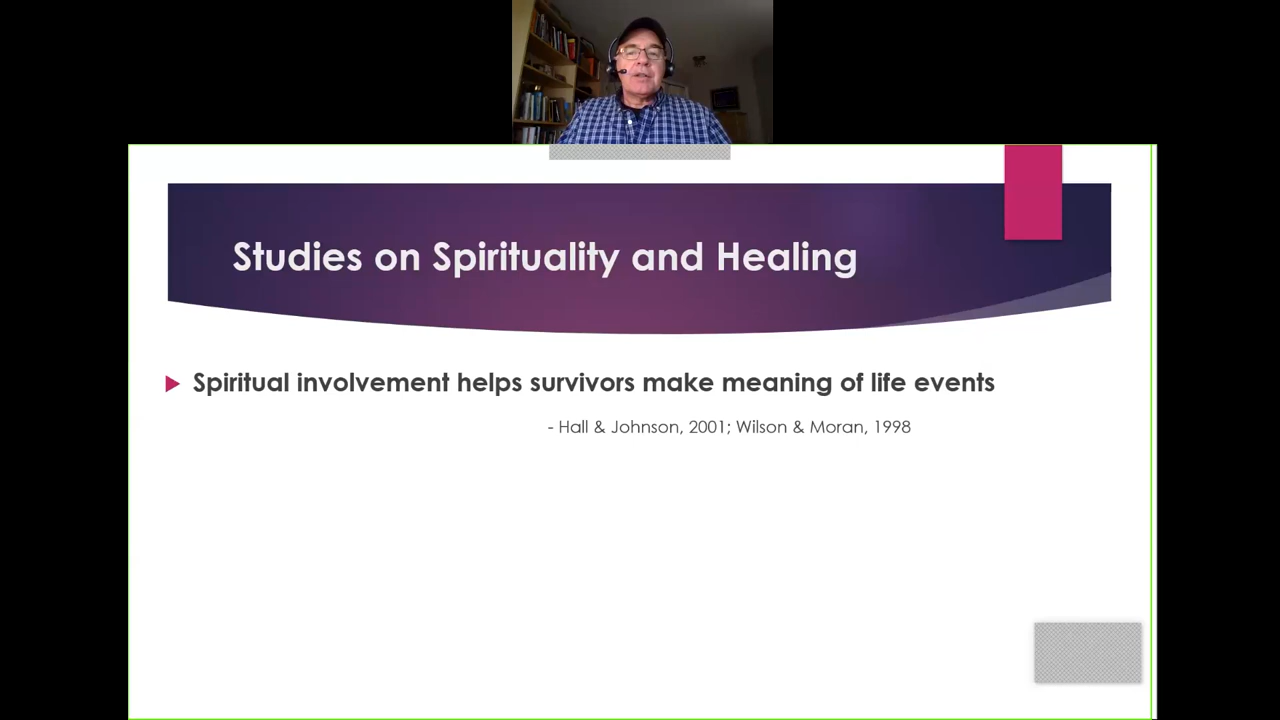 Studies on Spirituality and Healing
Spiritual involvement helps survivors make meaning of life events
- Hall & Johnson, 2001; Wilson & Moran, 1998